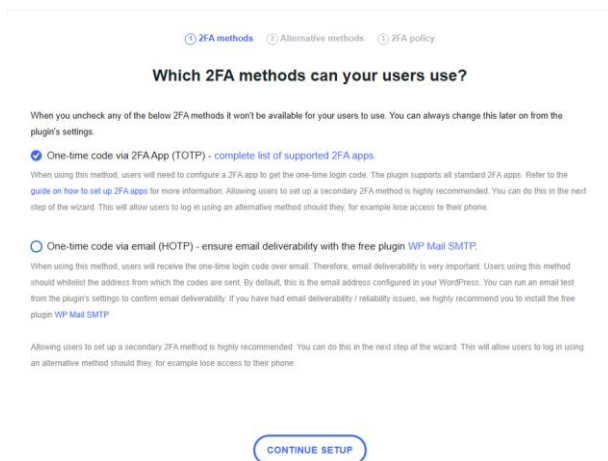 1 2FA methods 2 Alternative methods 3 2FA policy
Which 2FA methods can your users use?
When you uncheck any of the below 2FA methods it won't be available for your users to use. You can always change this later on from the
plugin's settings.
One-time code via 2FA App (TOTP) - complete list of supported 2FA apps.
When using this method, users will need to configure a 2FA app to get the one-time login code. The plugin supports all standard 2FA apps. Refer to the
guide on how to set up 2FA apps for more information. Allowing users to set up a secondary 2FA method is highly recommended. You can do this in the next
step of the wizard. This will allow users to log in using an alternative method should they, for example lose access to their phone.
One-time code via email (HOTP) - ensure email deliverability with the free plugin WP Mail SMTP.
When using this method, users will receive the one-time login code over email. Therefore, email deliverability is very important. Users using this method
should whitelist the address from which the codes are sent. By default, this is the email address configured in your WordPress. You can run an email test
from the plugin's settings to confirm email deliverability. If you have had email deliverability / reliability issues, we highly recommend you to install the free
plugin WP Mail SMTP
Allowing users to set up a secondary 2FA method is highly recommended. You can do this in the next step of the wizard. This will allow users to log in using
an alternative method should they, for example lose access to their phone
CONTINUE SETUP